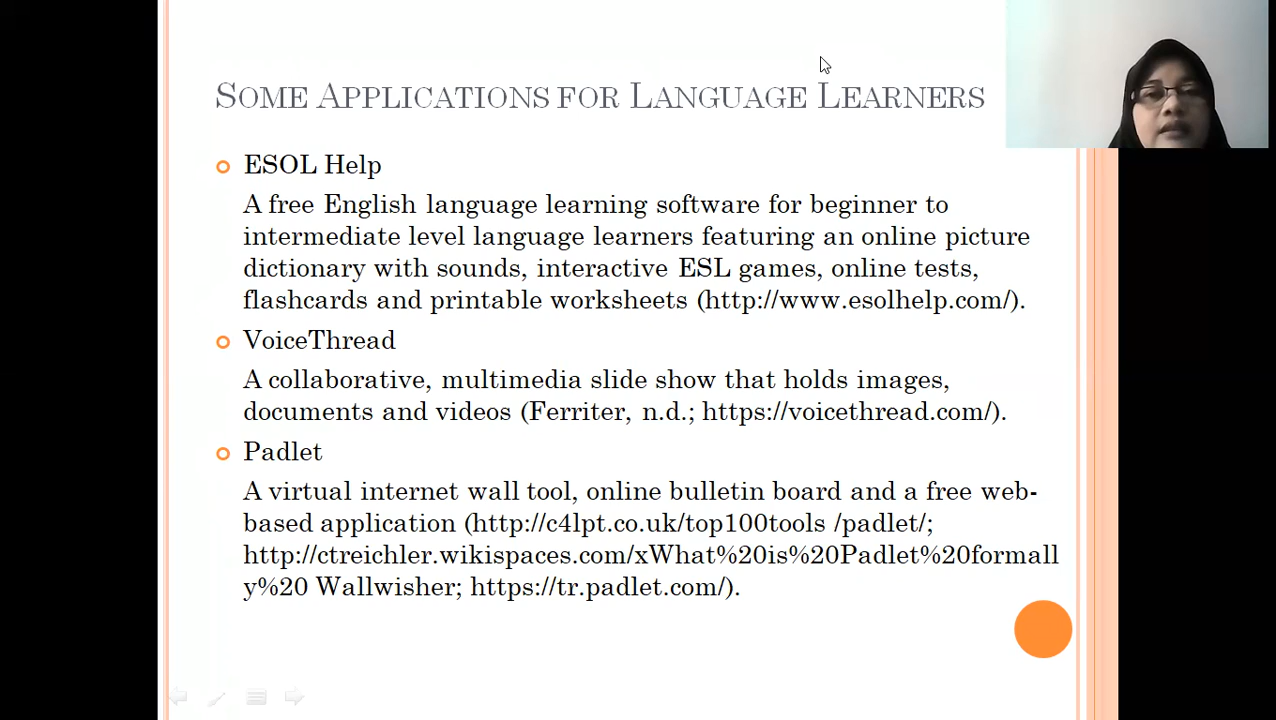 SOME APPLICATIONS FOR LANGUAGE LEARNERS
ESOL Help
A free English language learning software for beginner to
intermediate level language learners featuring an online picture
dictionary with sounds, interactive ESL games, online tests,
flashcards and printable worksheets (http://www.esolhelp.com/).
VoiceThread
A collaborative, multimedia slide show that holds images,
documents and videos (Ferriter, n.d.; https://voicethread.com/).
Padlet
A virtual internet wall tool, online bulletin board and a free web-
based application (http://c4lpt.co.uk/top100tools /padlet/;
http://ctreichler.wikispaces.com/xWhat%20is%20Padlet%20formall
y%20 Wallwisher; https://tr.padlet.com/).